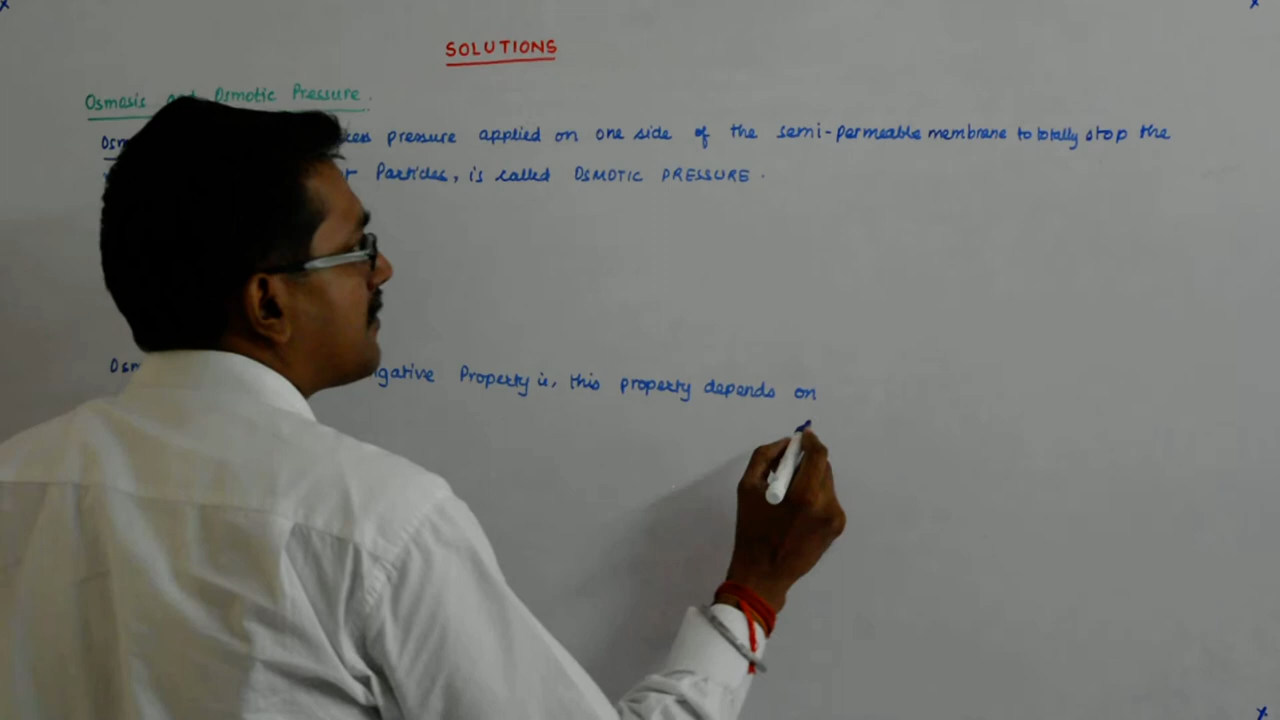 SOLUTIONS
Osmosis Osmotic Pressure.
pressure applied on one side of the semi-permeable membrane to totally stop the
Particles, is called OSMOTIC PRESSURE.
Property is, this property depends on